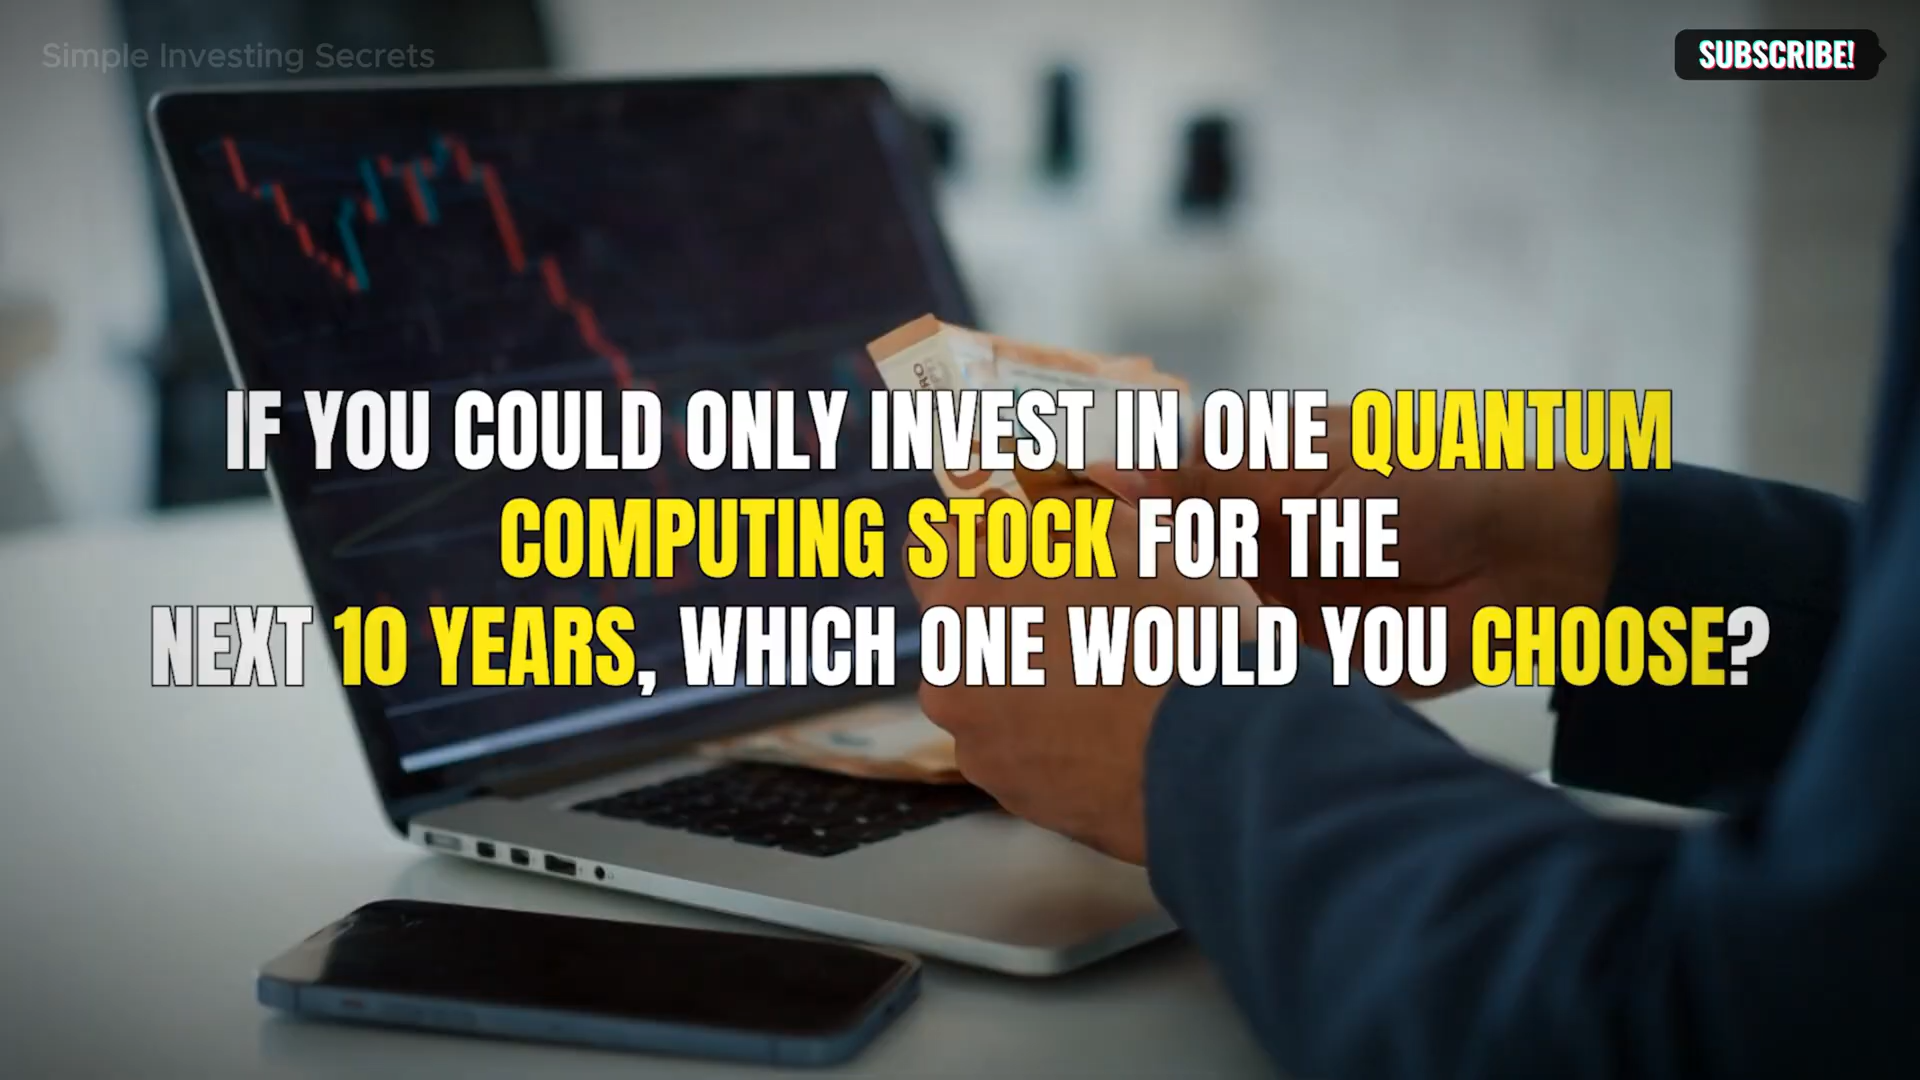 Simple Investing Secrets
SUBSCRIBE!
IF YOU COULD ONLY INVEST IN ONE QUANTUM
COMPUTING STOCK FOR THE
NEXT 10 YEARS, WHICH ONE WOULD YOU CHOOSE?